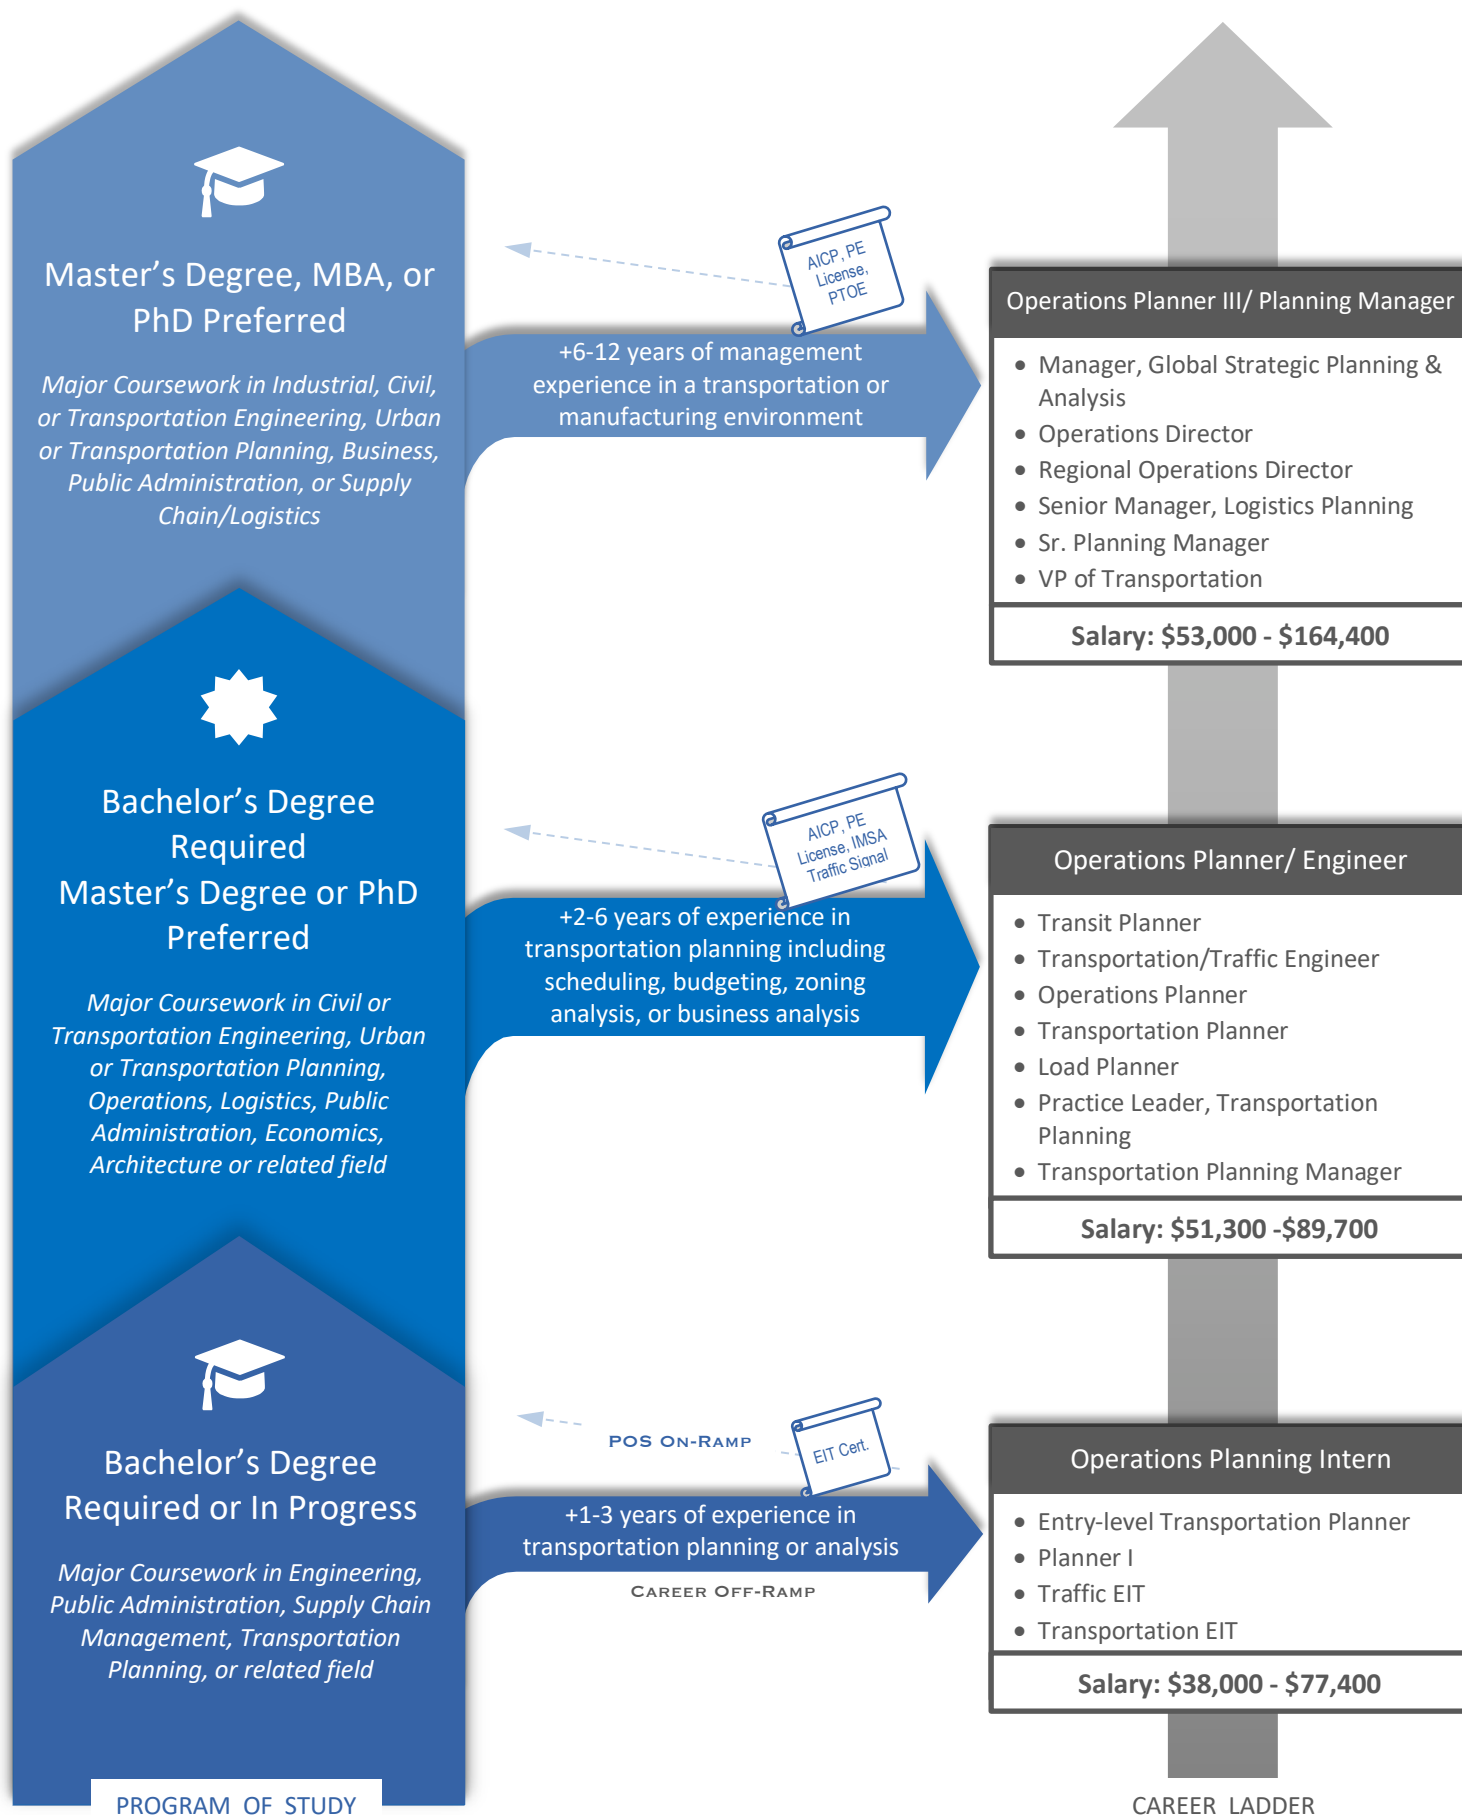 Master’s Degree, MBA, or
PhD Preferred
Major Coursework in Industrial, Civil,
or Transportation Engineering, Urban
or Transportation Planning, Business,
Public Administration, or Supply
Chain/Logistics
AICP, PE
License,
PTOE
+6-12 years of management
experience in a transportation or
manufacturing environment
Operations Planner III/ Planning Manager
• Manager, Global Strategic Planning &
Analysis
• Operations Director
• Regional Operations Director
• Senior Manager, Logistics Planning
• Sr. Planning Manager
• VP of Transportation
Salary: $53,000 - $164,400
Bachelor’s Degree
Required
Master’s Degree or PhD
Preferred
Major Coursework in Civil or
Transportation Engineering, Urban
or Transportation Planning,
Operations, Logistics, Public
Administration, Economics,
Architecture or related field
AICP, PE
License, IMSA
Traffic Signal
+2-6 years of experience in
transportation planning including
scheduling, budgeting, zoning
analysis, or business analysis
Operations Planner/ Engineer
• Transit Planner
• Transportation/Traffic Engineer
• Operations Planner
• Transportation Planner
• Load Planner
• Practice Leader, Transportation
Planning
• Transportation Planning Manager
Salary: $51,300 -$89,700
Bachelor’s Degree
Required or In Progress
Major Coursework in Engineering,
Public Administration, Supply Chain
Management, Transportation
Planning, or related field
POS On-Ramp
EIT Cert.
+1-3 years of experience in
transportation planning or analysis
Career Off-Ramp
Operations Planning Intern
• Entry-level Transportation Planner
• Planner I
• Traffic EIT
• Transportation EIT
Salary: $38,000 - $77,400
PROGRAM OF STUDY
CAREER LADDER